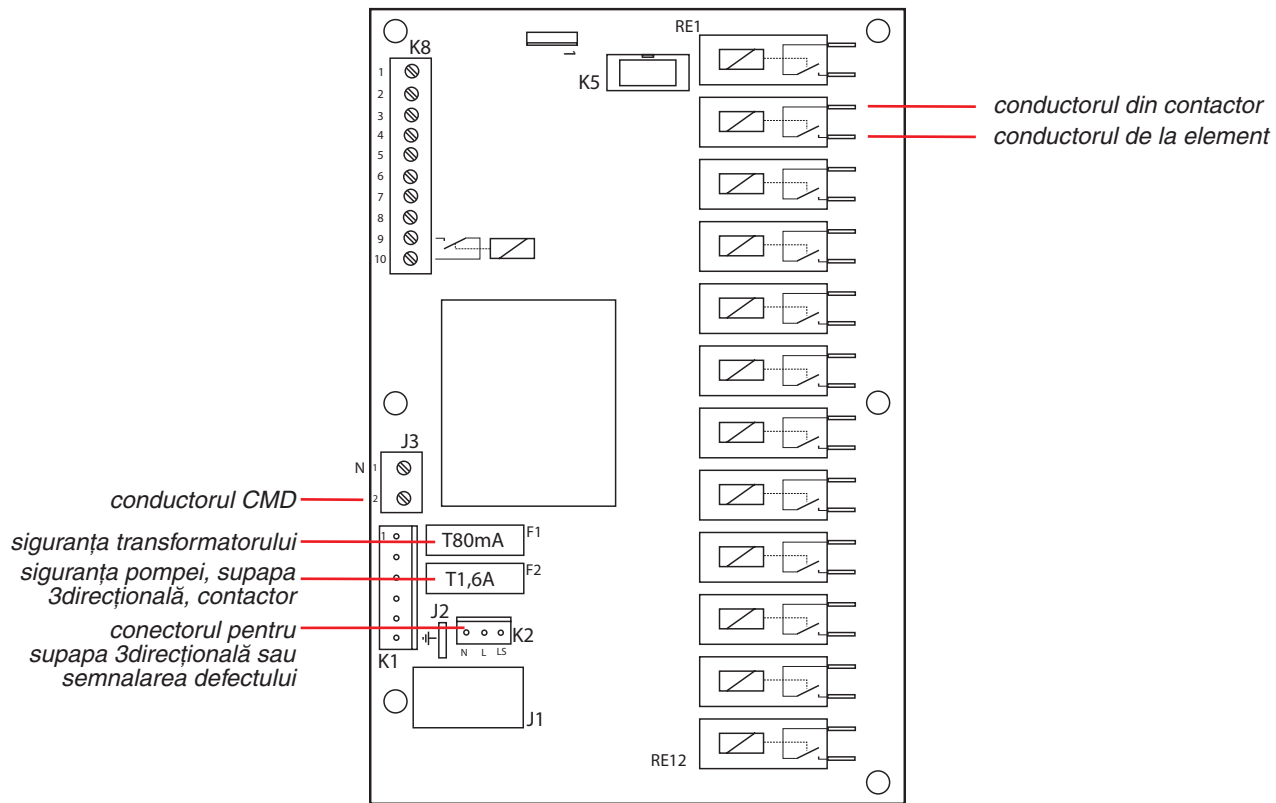 RE1
K8
K5
1
1
2
3
4
5
6
7
8
9
10
conductorul din contactor
conductorul de la element
J3
N 1
2
conductorul CMD
siguranța transformatorului
T80mA
F1
1
siguranța pompei, supapa
3direcțională, contactor
T1,6A
F2
J2
conectorul pentru
supapa 3direcțională sau
semnalarea defectului
K2
N L LS
K1
J1
RE12